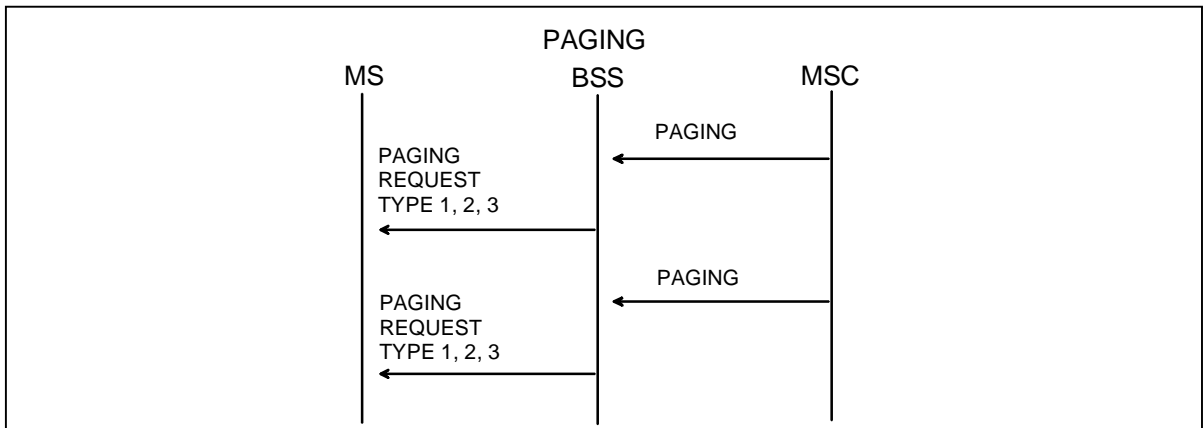 PAGING
MS BSS MSC
PAGING
PAGING
REQUEST
TYPE 1, 2, 3
PAGING
PAGING
REQUEST
TYPE 1, 2, 3